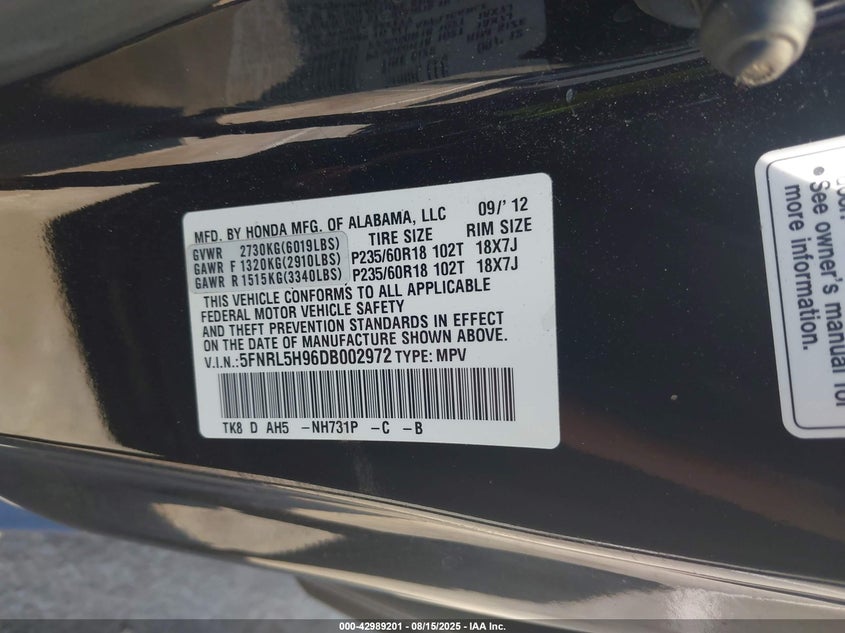 MFD. BY HONDA MFG. OF ALABAMA, LLC 09/' 12
TIRE SIZE RIM SIZE
GVWR 2730KG(6019LBS)
GAWR F 1320KG(2910LBS) P235/60R18 102T 18X7J
GAWR R 1515KG(3340LBS) P235/60R18 102T 18X7J
THIS VEHICLE CONFORMS TO ALL APPLICABLE
FEDERAL MOTOR VEHICLE SAFETY
AND THEFT PREVENTION STANDARDS IN EFFECT
ON THE DATE OF MANUFACTURE SHOWN ABOVE.
V.I.N.:5FNRL5H96DB002972 TYPE: MPV
TK8 D AH5 -NH731P -C -B
• See owner's manual for
more information.
000-42989201 - 08/15/2025 - IAA Inc.